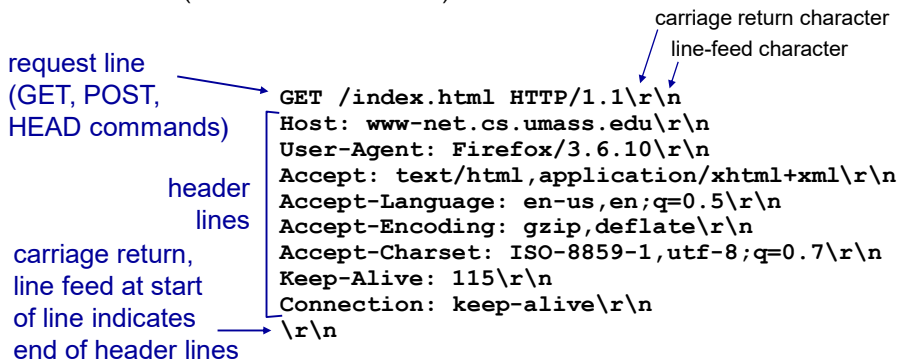 carriage return character
line-feed character
request line
(GET, POST,
HEAD commands)
GET /index.html HTTP/1.1\r\n
Host: www-net.cs.umass.edu\r\n
User-Agent: Firefox/3.6.10\r\n
Accept: text/html,application/xhtml+xml\r\n
Accept-Language: en-us,en;q=0.5\r\n
Accept-Encoding: gzip,deflate\r\n
Accept-Charset: ISO-8859-1,utf-8;q=0.7\r\n
Keep-Alive: 115\r\n
Connection: keep-alive\r\n
\r\n
header
lines
carriage return,
line feed at start
of line indicates
end of header lines